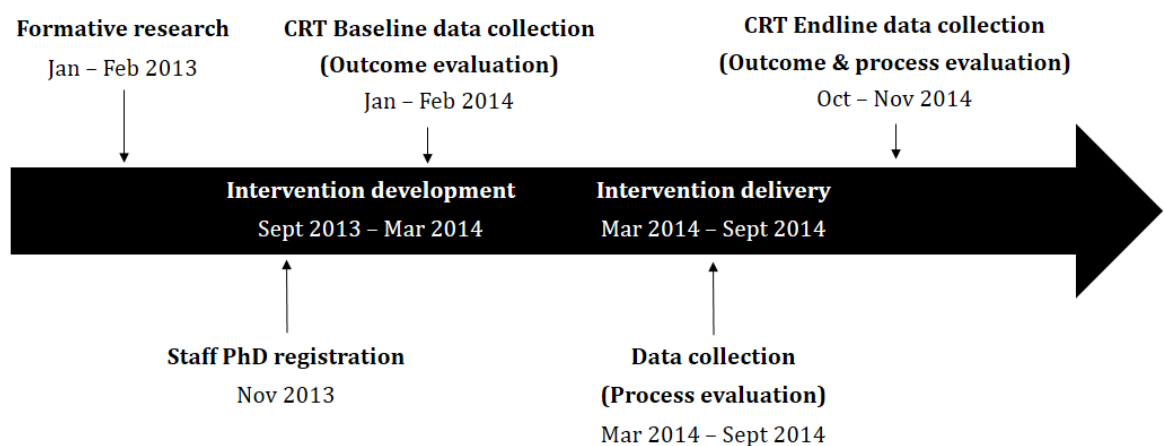 Formative research
Jan – Feb 2013
CRT Baseline data collection
(Outcome evaluation)
Jan – Feb 2014
CRT Endline data collection
(Outcome & process evaluation)
Oct – Nov 2014
Intervention development
Sept 2013 – Mar 2014
Intervention delivery
Mar 2014 – Sept 2014
Staff PhD registration
Nov 2013
Data collection
(Process evaluation)
Mar 2014 – Sept 2014